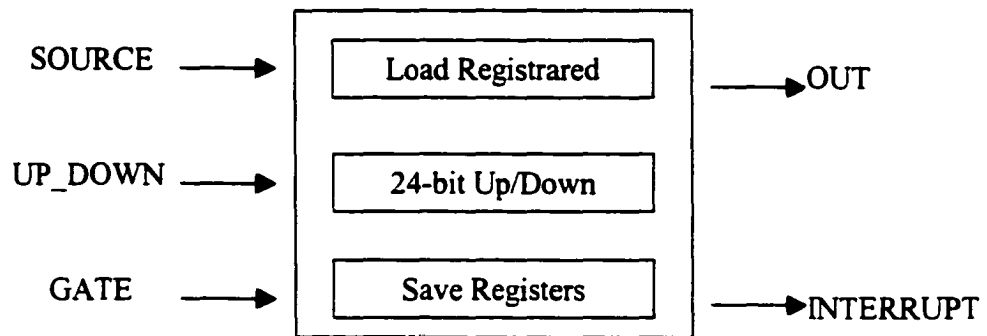 SOURCE
Load Registrared
OUT
UP_DOWN
24-bit Up/Down
GATE
Save Registers
INTERRUPT